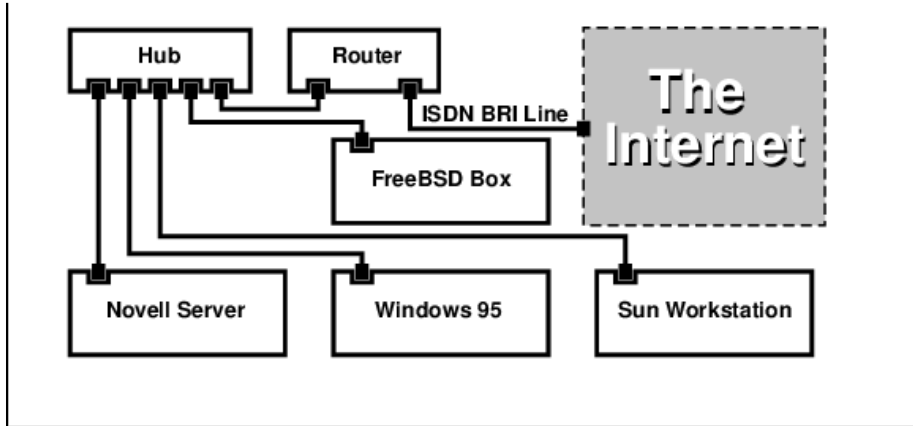 Hub
Router
ISDN BRI Line
The
Internet
FreeBSD Box
Novell Server
Windows 95
Sun Workstation